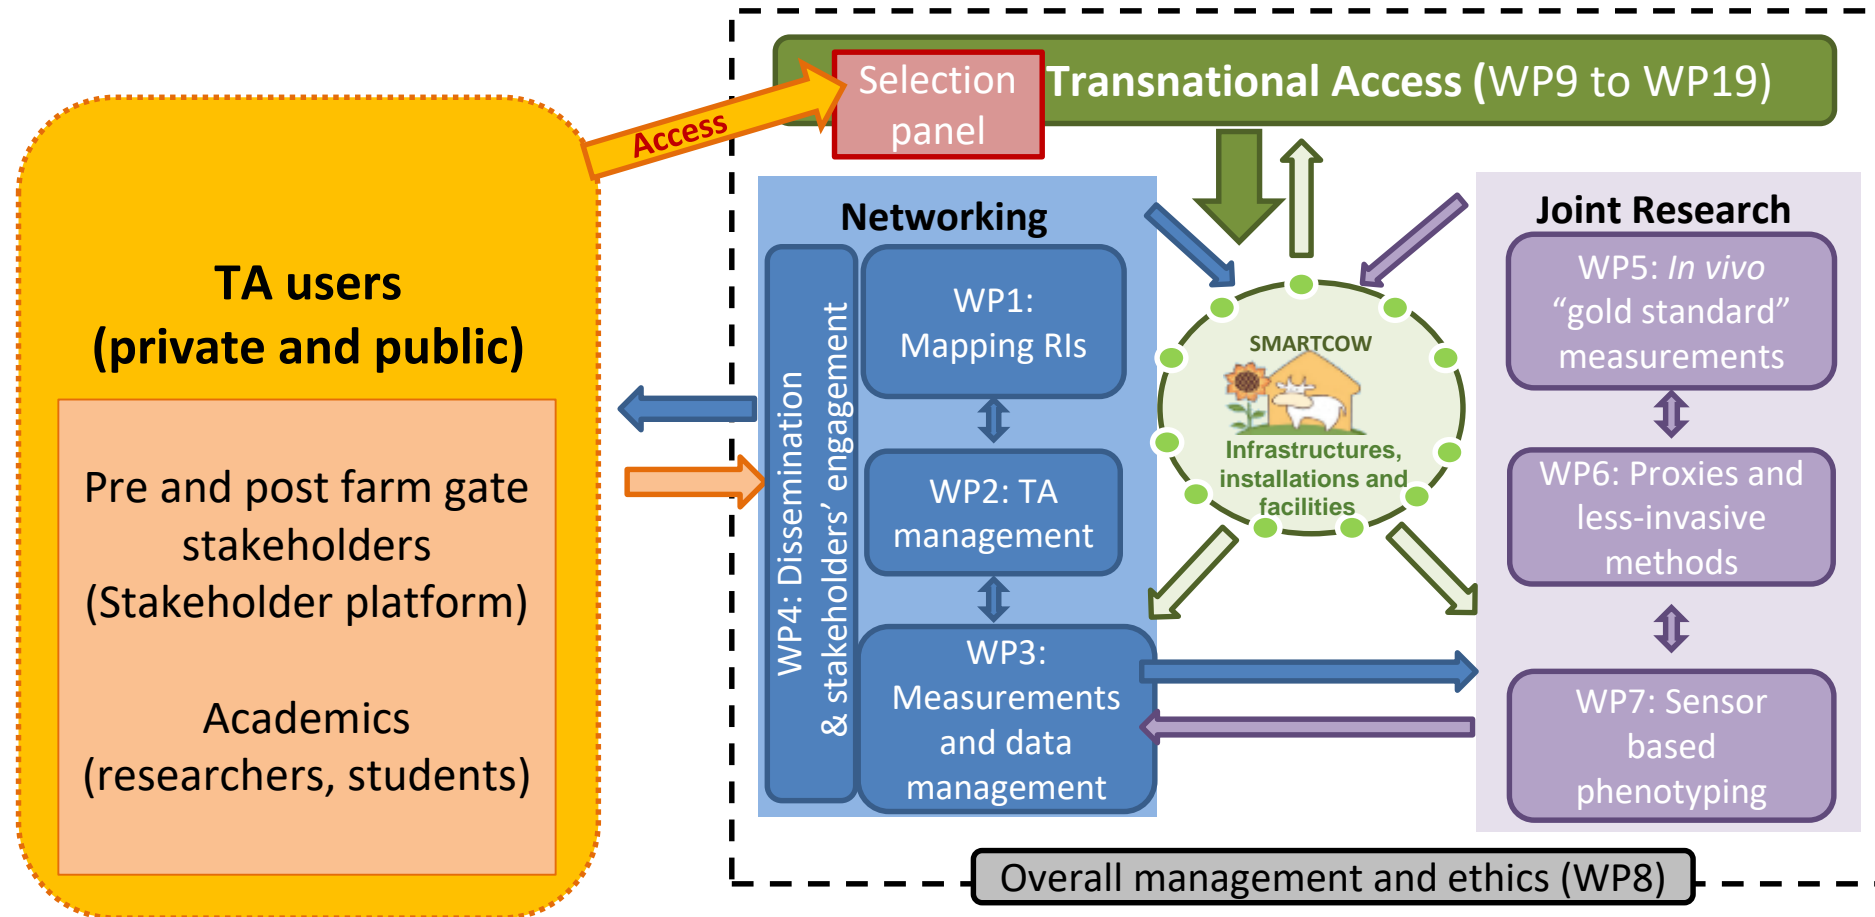 Selection
panel
Transnational Access (WP9 to WP19)
Access
TA users
(private and public)
Pre and post farm gate
stakeholders
(Stakeholder platform)
Academics
(researchers, students)
Networking
WP4: Dissemination
& stakeholders’ engagement
WP1:
Mapping RIs
WP2: TA
management
WP3:
Measurements
and data
management
SMARTCOW
Infrastructures,
installations and
facilities
Joint Research
WP5: In vivo
“gold standard”
measurements
WP6: Proxies and
less-invasive
methods
WP7: Sensor
based
phenotyping
Overall management and ethics (WP8)